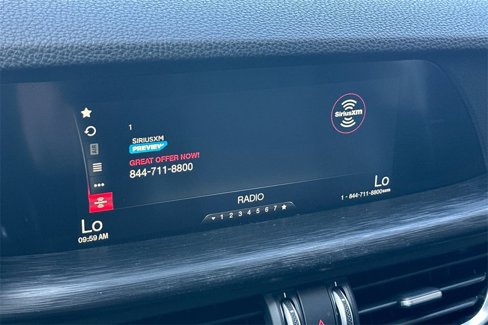 1
SIRIUSXM
PREVIEW
GREAT OFFER NOW!
844-711-8800
SiriusXM
RADIO
1 2 3 4 5 6 7
Lo
09:59 AM
Lo
1 - 844-711-8800